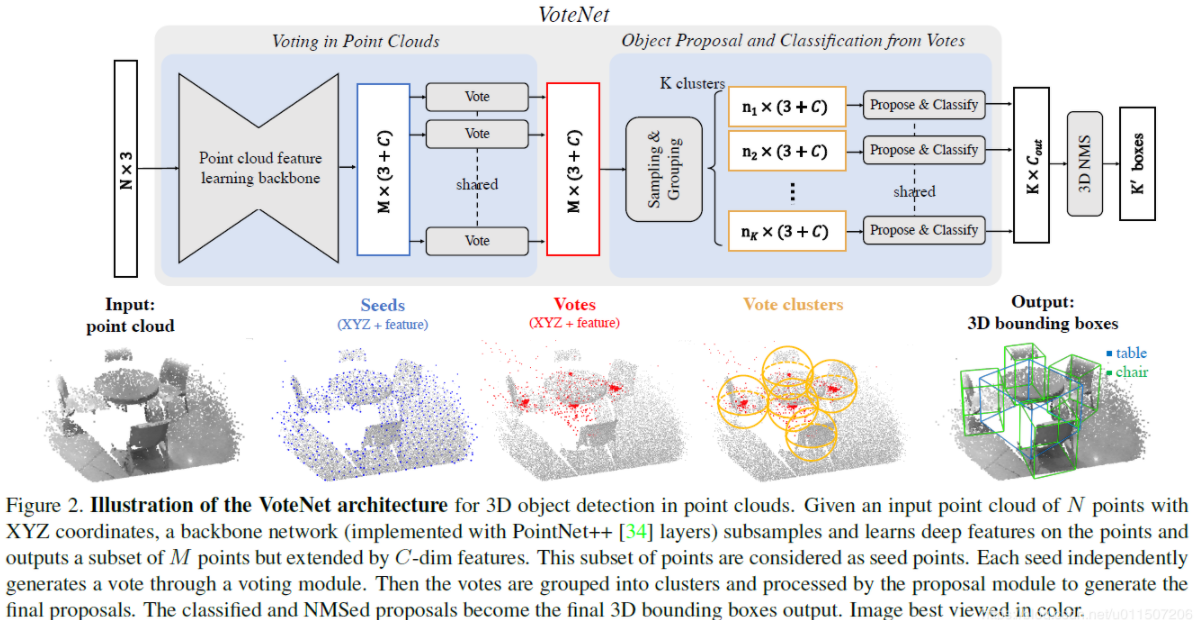 VoteNet
Voting in Point Clouds
Object Proposal and Classification from Votes
N × 3
Point cloud feature
learning backbone
M × (3 + C)
Vote
Vote
shared
Vote
M × (3 + C)
Sampling &
Grouping
K clusters
n₁ × (3 + C)
n₂ × (3 + C)
⋮
n_K × (3 + C)
Propose & Classify
Propose & Classify
shared
Propose & Classify
K × C_out
3D NMS
K' boxes
Input:
point cloud
Seeds
(XYZ + feature)
Votes
(XYZ + feature)
Vote clusters
Output:
3D bounding boxes
table
chair
Figure 2. Illustration of the VoteNet architecture for 3D object detection in point clouds. Given an input point cloud of N points with
XYZ coordinates, a backbone network (implemented with PointNet++ [34] layers) subsamples and learns deep features on the points and
outputs a subset of M points but extended by C-dim features. This subset of points are considered as seed points. Each seed independently
generates a vote through a voting module. Then the votes are grouped into clusters and processed by the proposal module to generate the
final proposals. The classified and NMSed proposals become the final 3D bounding boxes output. Image best viewed in color.
net/u011507206